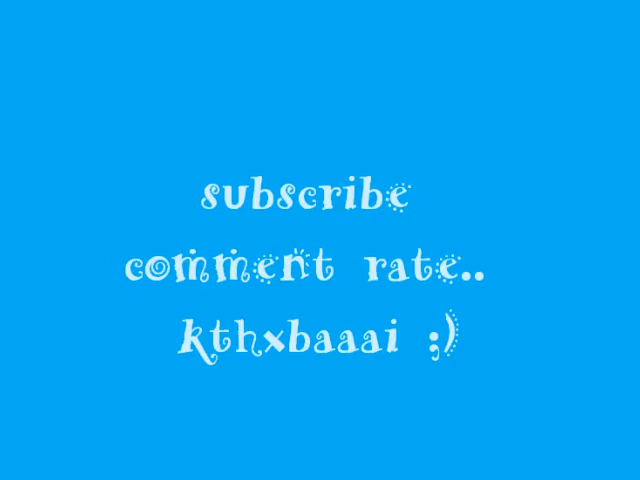 subscribe
comment rate..
kthxbaaai ;)